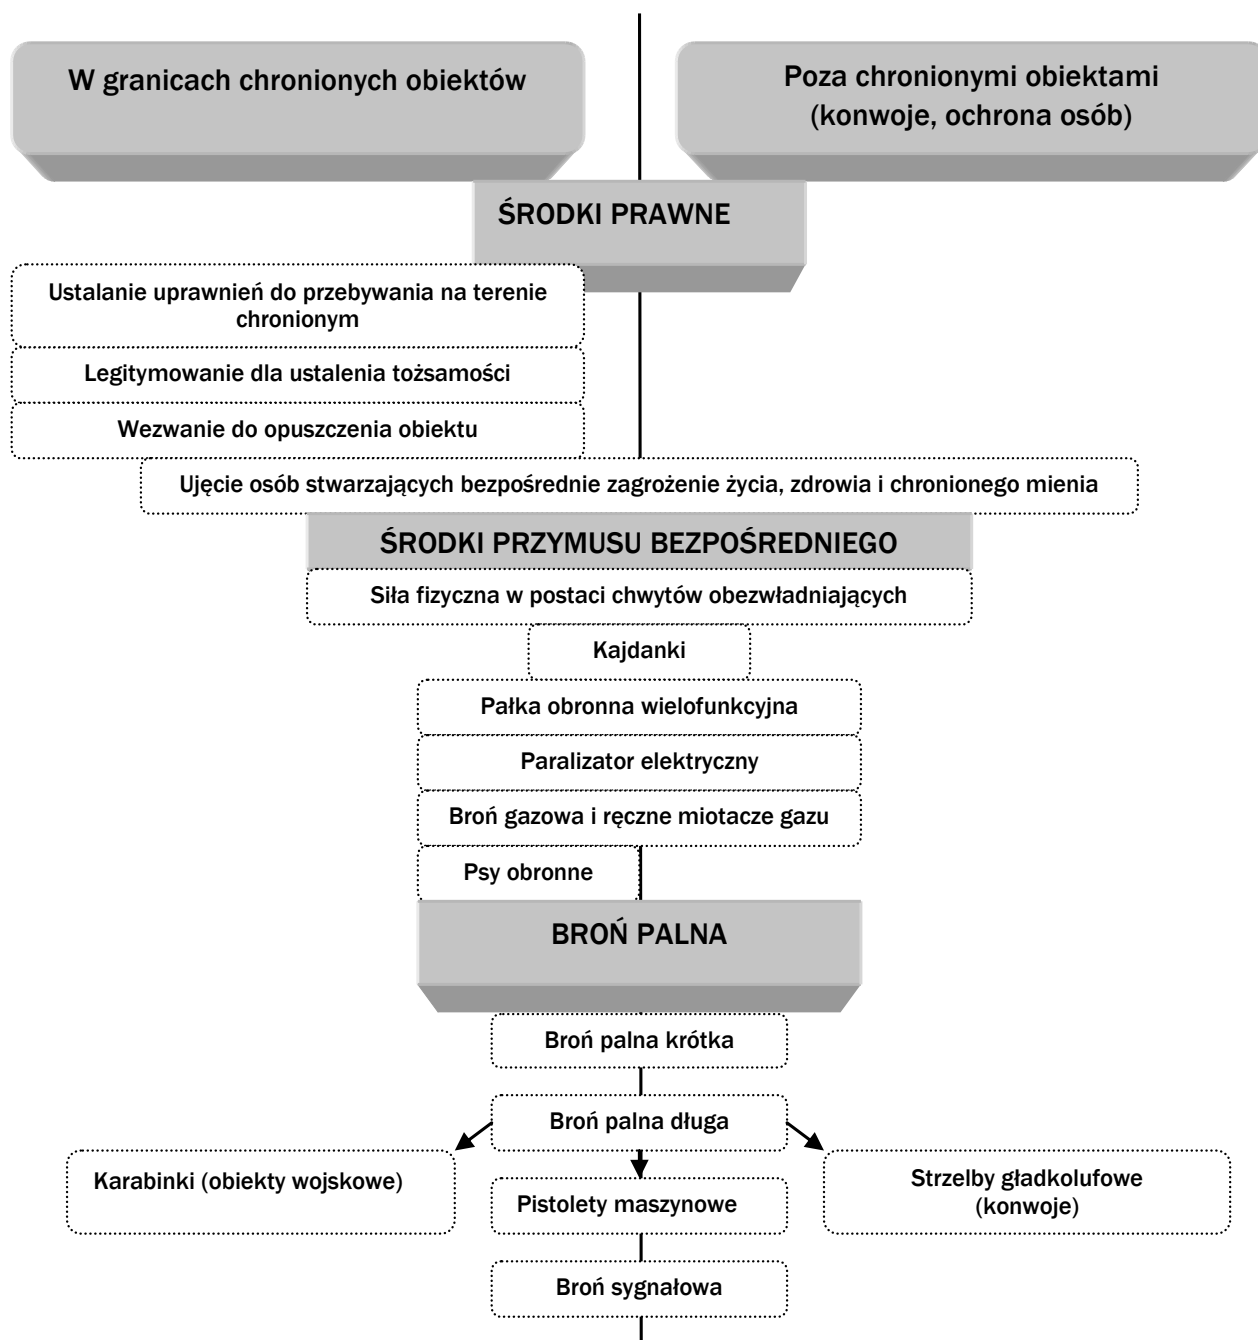 W granicach chronionych obiektów
Poza chronionymi obiektami
(konwoje, ochrona osób)
ŚRODKI PRAWNE
Ustalanie uprawnień do przebywania na terenie
chronionym
Legitymowanie dla ustalenia tożsamości
Wezwanie do opuszczenia obiektu
Ujęcie osób stwarzających bezpośrednie zagrożenie życia, zdrowia i chronionego mienia
ŚRODKI PRZYMUSU BEZPOŚREDNIEGO
Siła fizyczna w postaci chwytów obezwładniających
Kajdanki
Pałka obronna wielofunkcyjna
Paralizator elektryczny
Broń gazowa i ręczne miotacze gazu
Psy obronne
BROŃ PALNA
Broń palna krótka
Broń palna długa
Karabinki (obiekty wojskowe)
Pistolety maszynowe
Strzelby gładkolufowe
(konwoje)
Broń sygnałowa